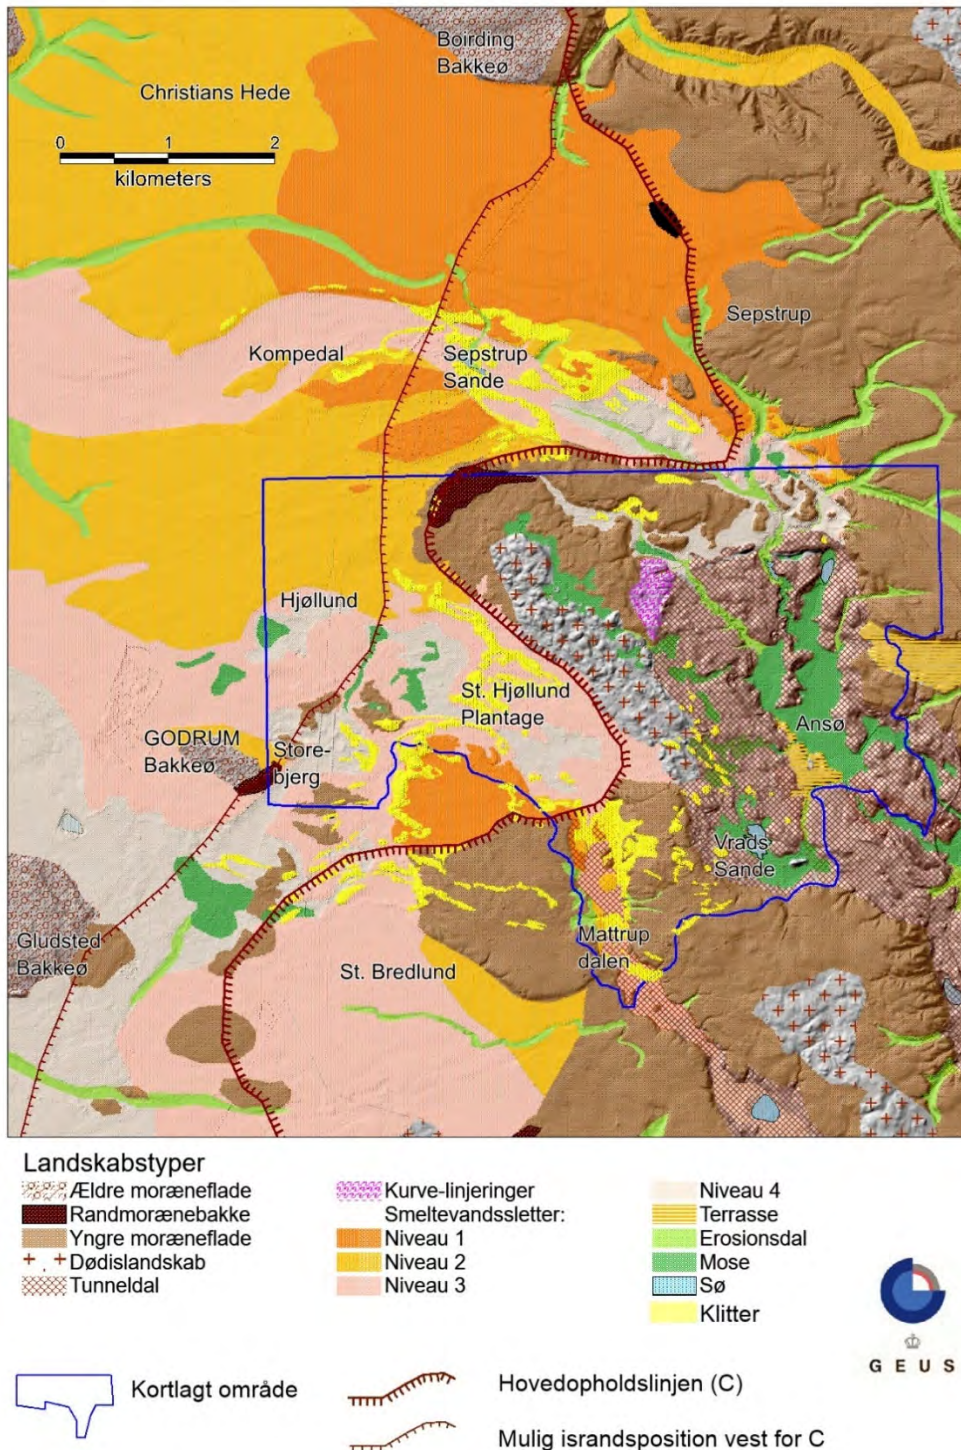 Boirding
Bakkeø
Christians Hede
0 1 2
kilometers
Sepstrup
Kompedal
Sepstrup
Sande
Hjøllund
St. Hjøllund
Plantage
Ansø
GODRUM
Bakkeø
Store-
bjerg
Vrads
Sande
Gludsted
Bakkeø
Mattrup
dalen
St. Bredlund
Landskabstyper
Ældre moræneflade
Randmorænebakke
Yngre moræneflade
Dødislandskab
Tunneldal
Kurve-linjeringer
Smeltevandssletter:
Niveau 1
Niveau 2
Niveau 3
Niveau 4
Terrasse
Erosionsdal
Mose
Sø
Klitter
G E U S
Kortlagt område
Hovedopholdslinjen (C)
Mulig israndsposition vest for C